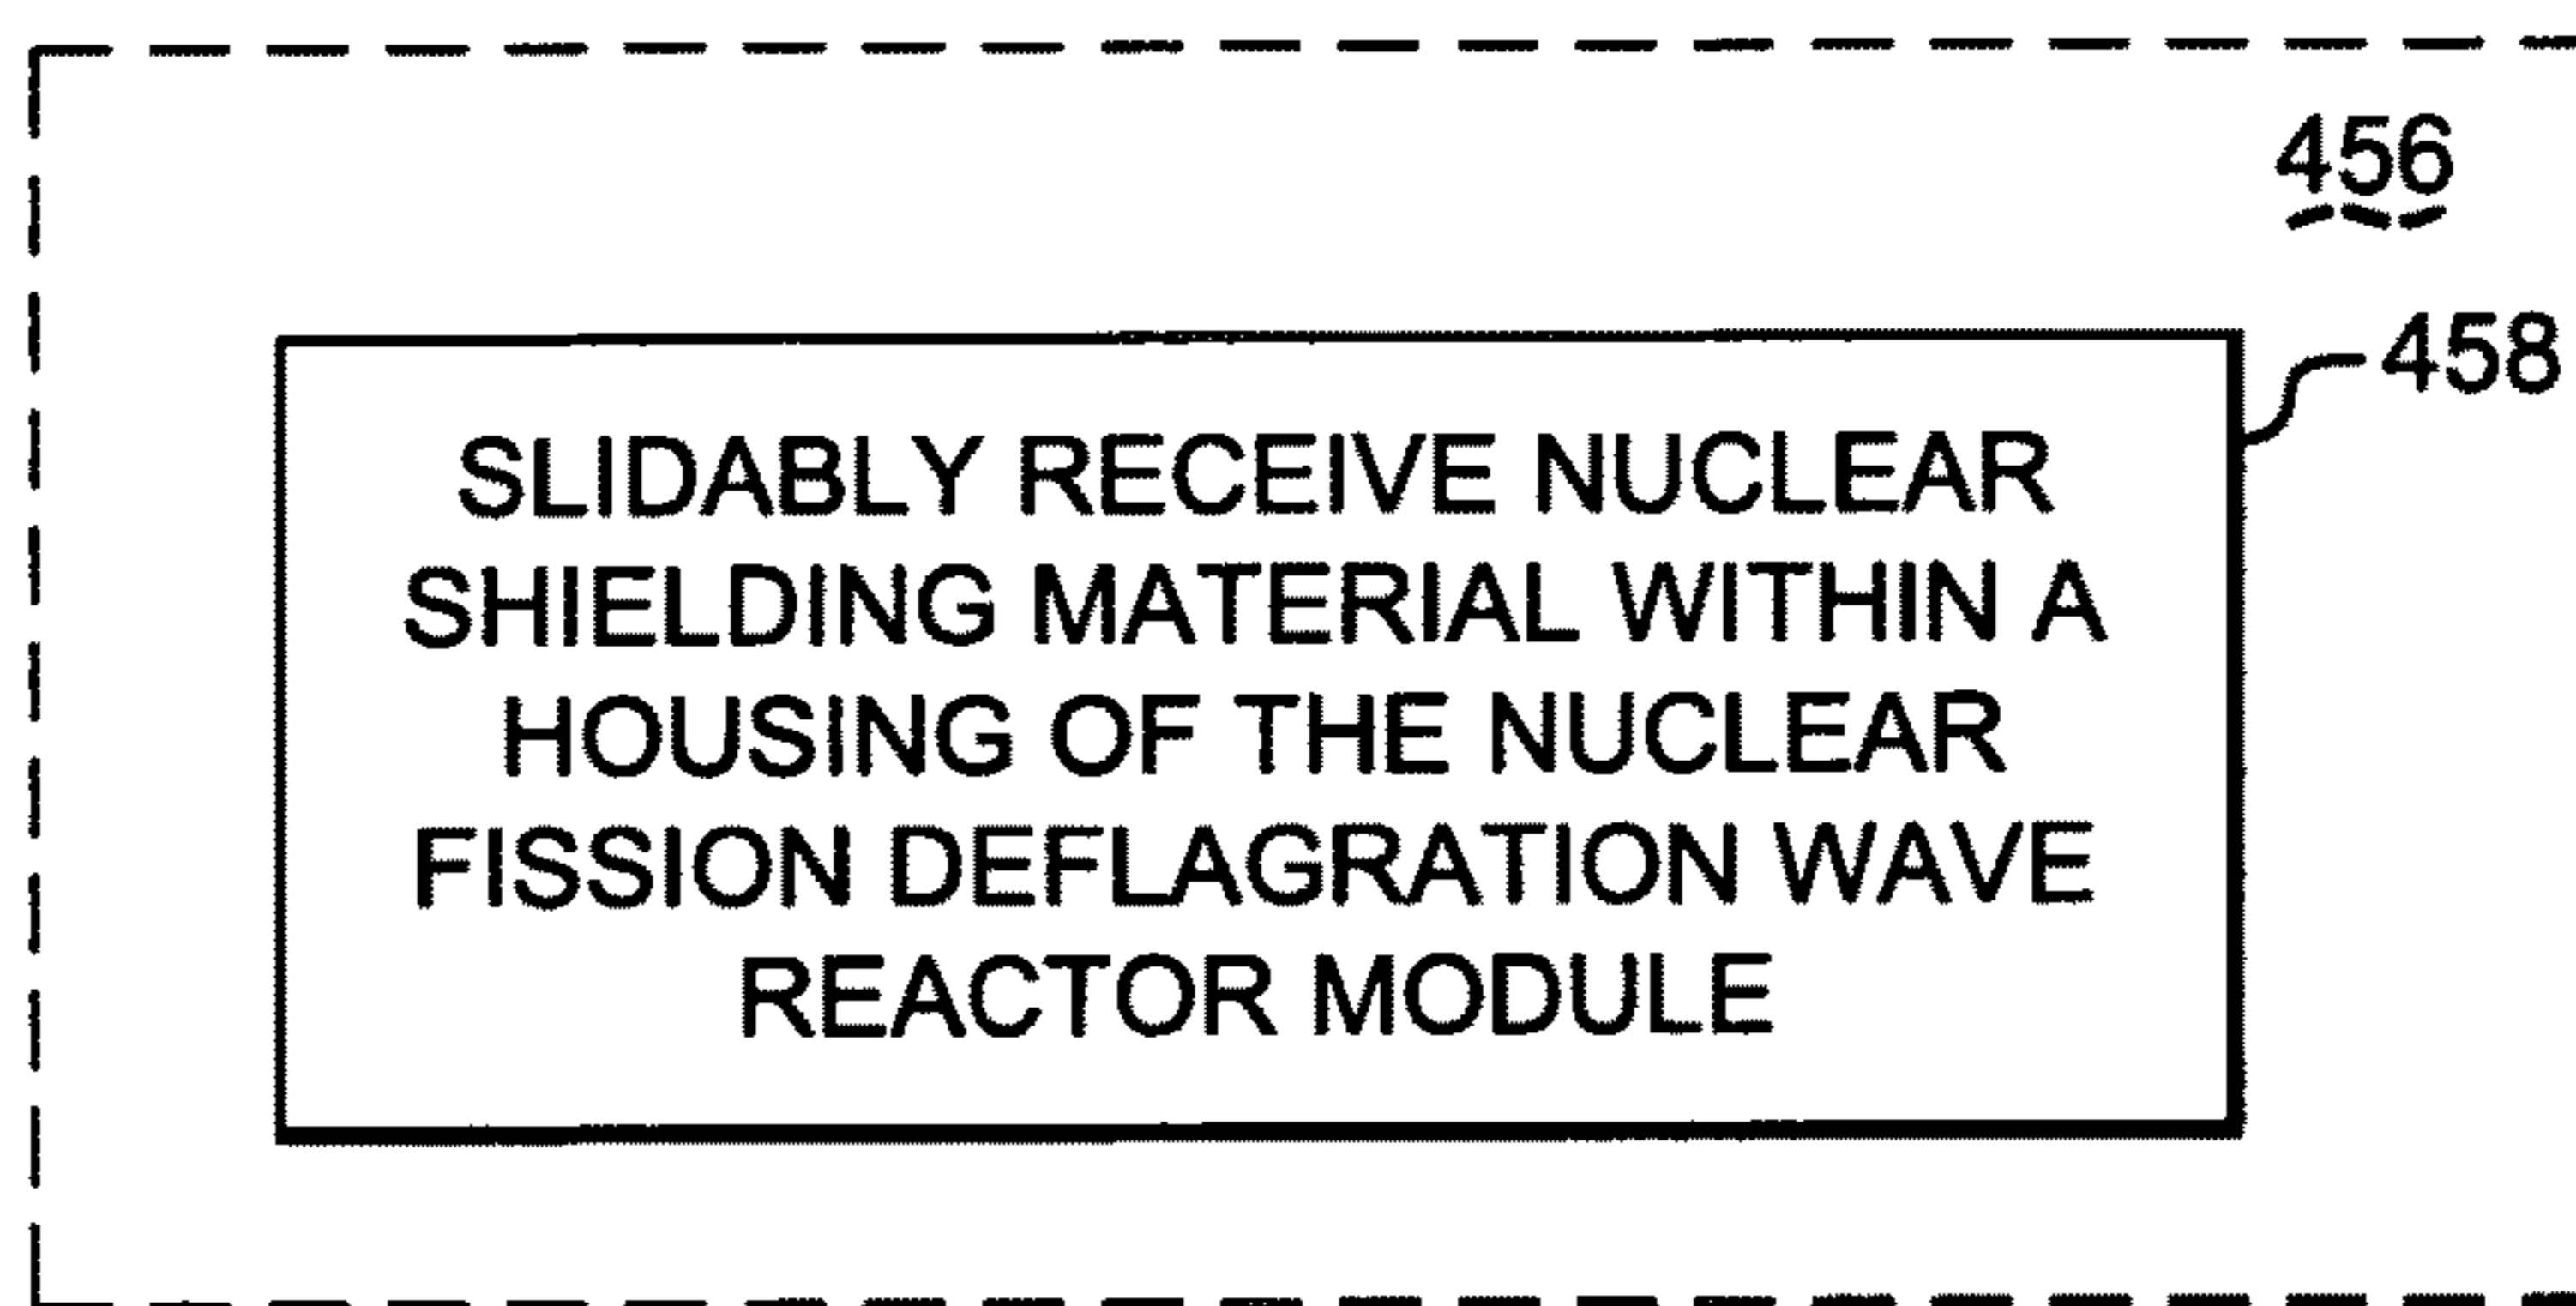 456
458
SLIDABLY RECEIVE NUCLEAR
SHIELDING MATERIAL WITHIN A
HOUSING OF THE NUCLEAR
FISSION DEFLAGRATION WAVE
REACTOR MODULE